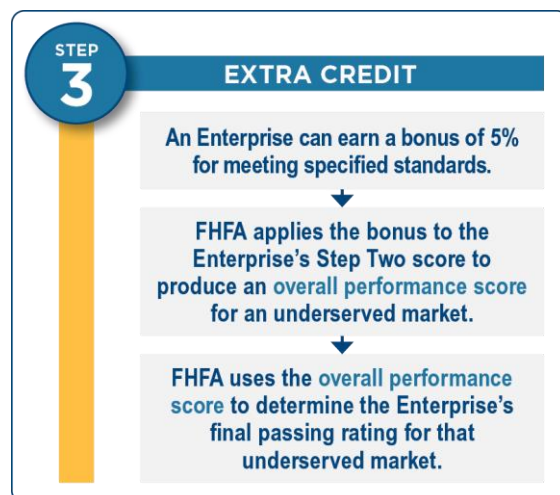 STEP
3
EXTRA CREDIT
An Enterprise can earn a bonus of 5%
for meeting specified standards.
FHFA applies the bonus to the
Enterprise's Step Two score to
produce an overall performance score
for an underserved market.
FHFA uses the overall performance
score to determine the Enterprise's
final passing rating for that
underserved market.